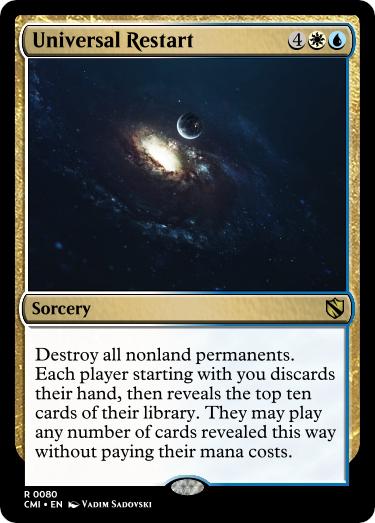 Universal Restart 4
Sorcery
Destroy all nonland permanents.
Each player starting with you discards
their hand, then reveals the top ten
cards of their library. They may play
any number of cards revealed this way
without paying their mana costs.
R 0080
CMI • EN Vadim Sadovski